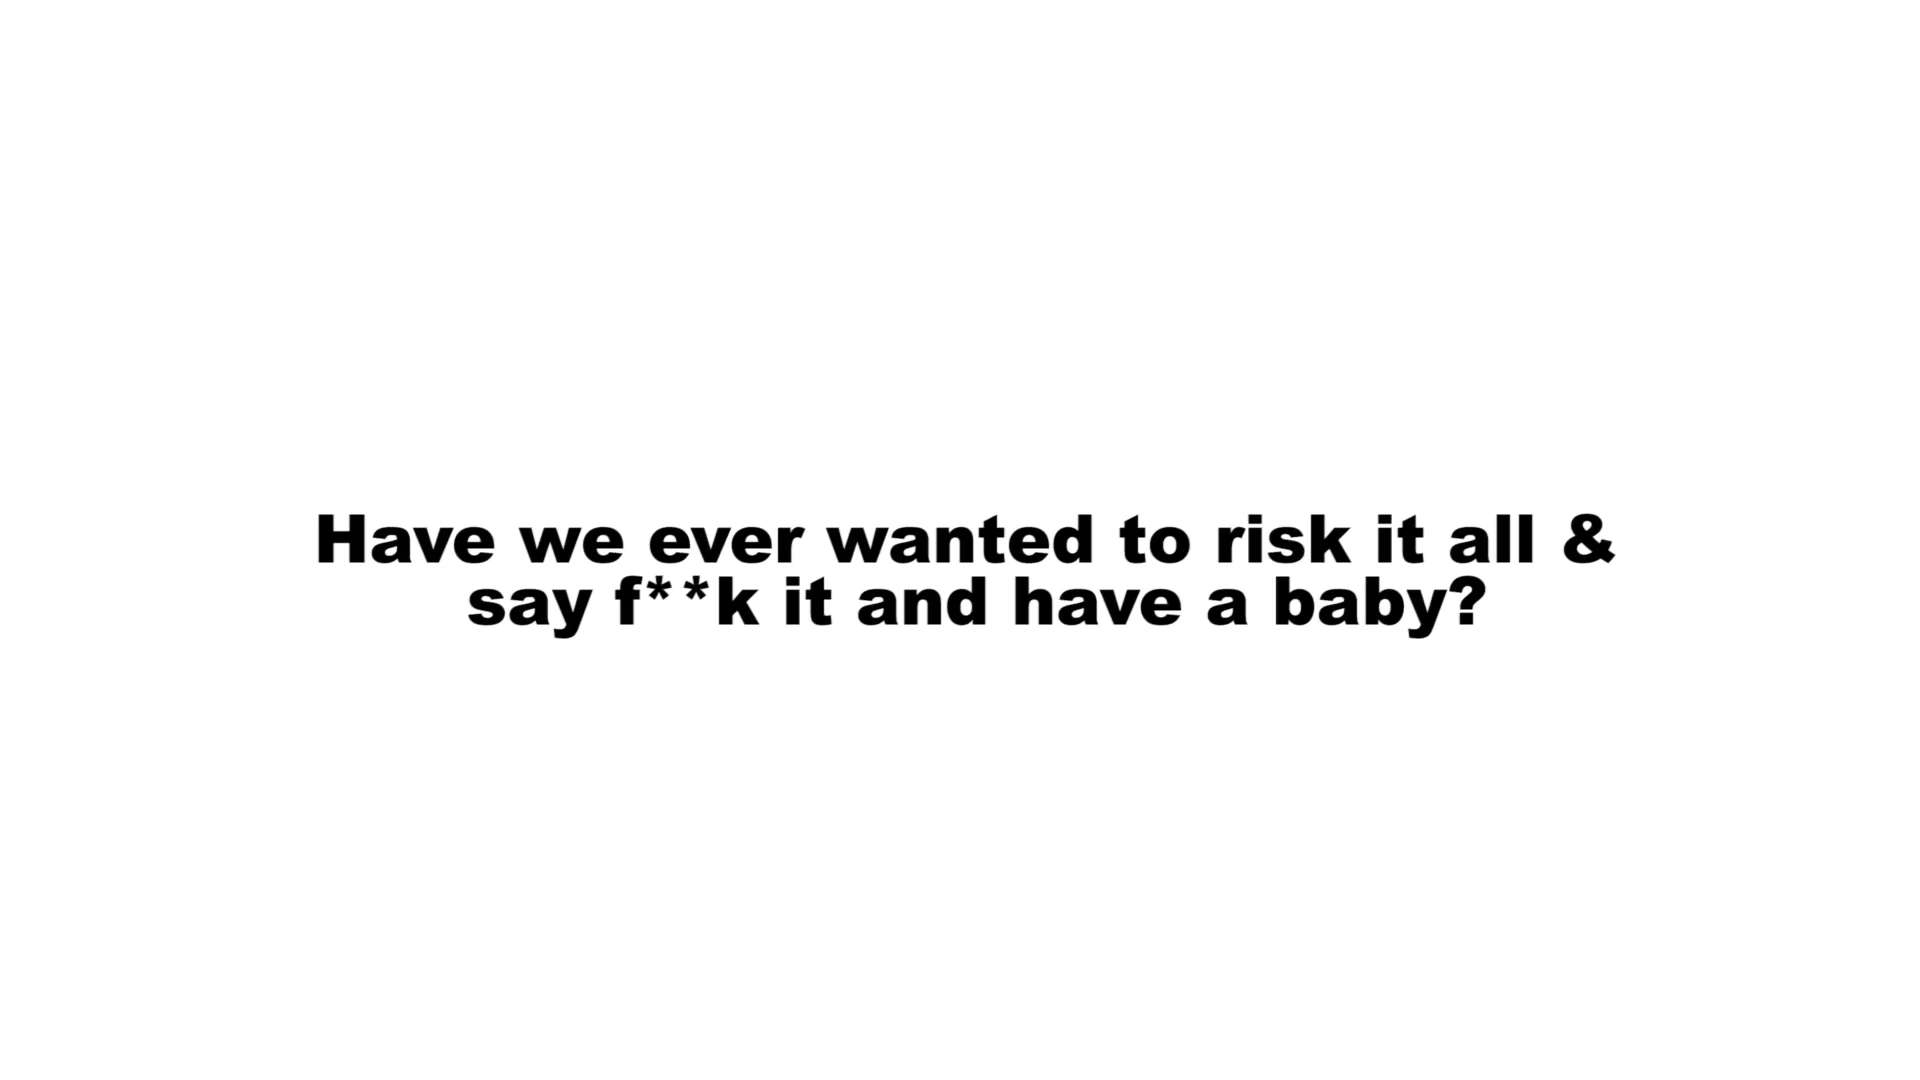 Have we ever wanted to risk it all &
say f**k it and have a baby?